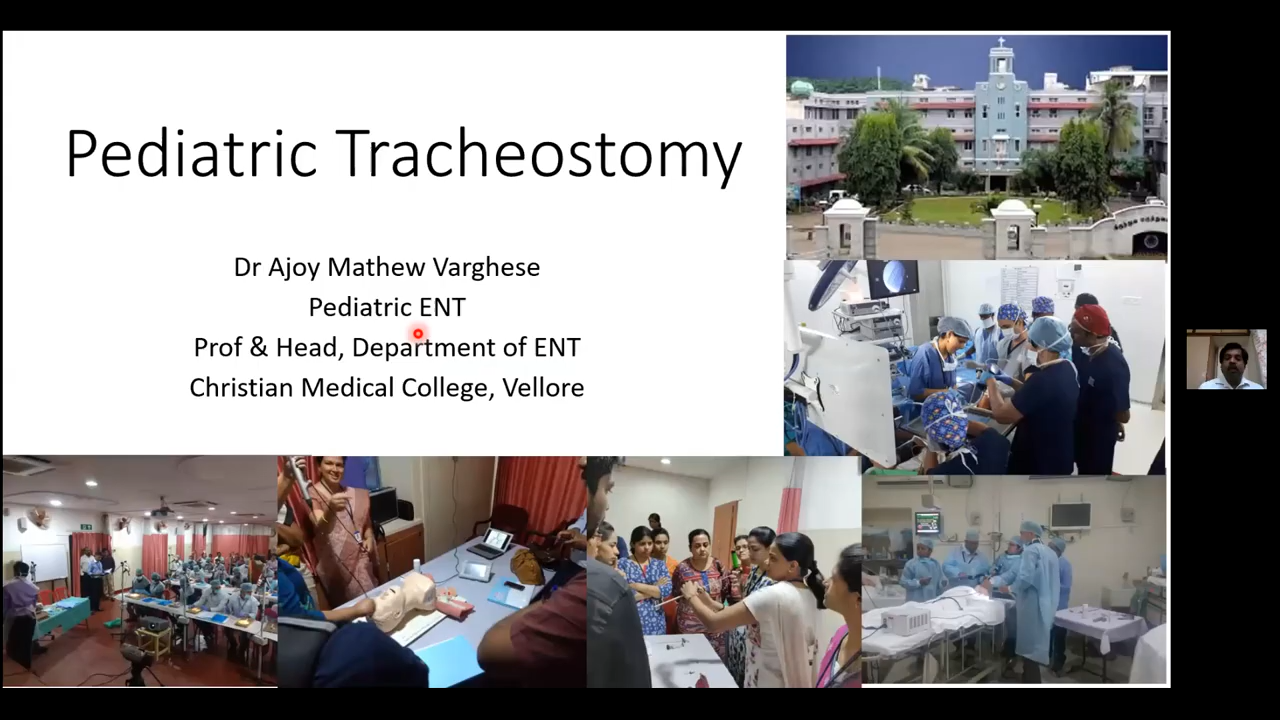 Pediatric Tracheostomy
Dr Ajoy Mathew Varghese
Pediatric ENT
Prof & Head, Department of ENT
Christian Medical College, Vellore